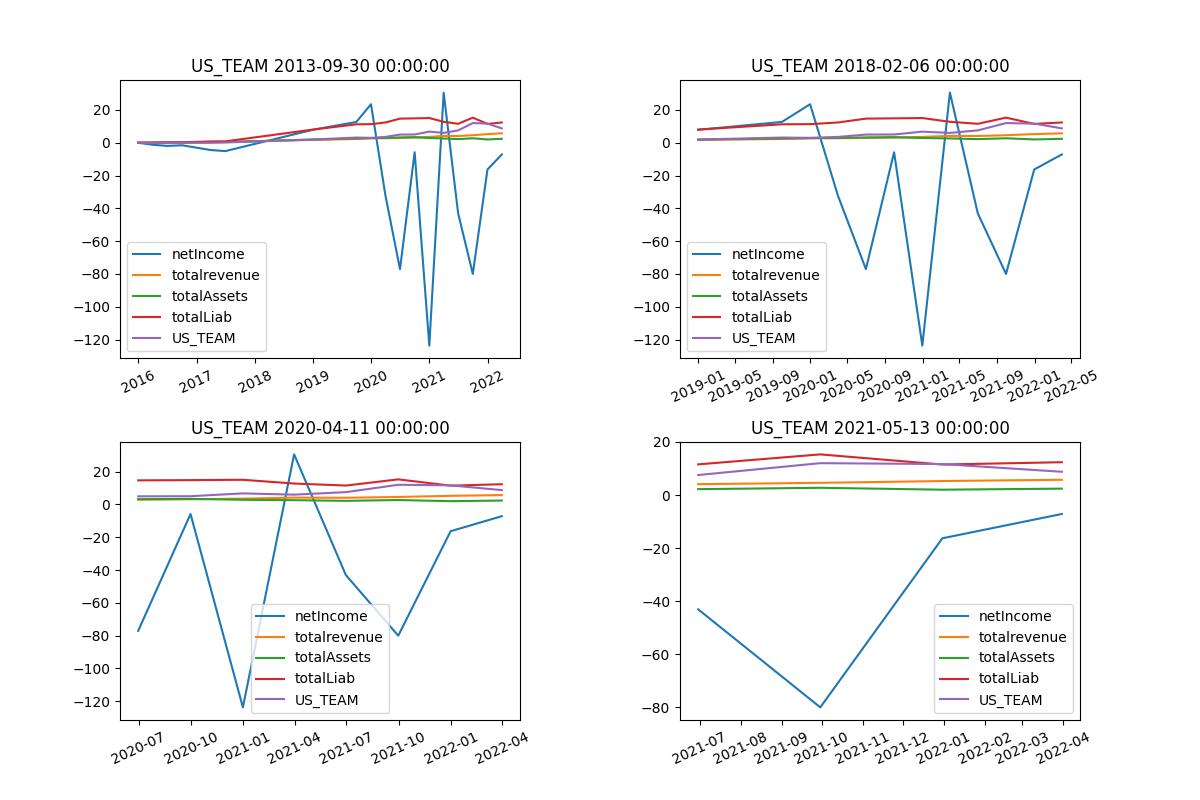 US_TEAM 2013-09-30 00:00:00
20
0
−20
−40
−60
−80
−100
−120
netIncome
totalrevenue
totalAssets
totalLiab
US_TEAM
2016
2017
2018
2019
2020
2021
2022
US_TEAM 2018-02-06 00:00:00
20
0
−20
−40
−60
−80
−100
−120
netIncome
totalrevenue
totalAssets
totalLiab
US_TEAM
2019-01
2019-05
2019-09
2020-01
2020-05
2020-09
2021-01
2021-05
2021-09
2022-01
2022-05
US_TEAM 2020-04-11 00:00:00
20
0
−20
−40
−60
−80
−100
−120
netIncome
totalrevenue
totalAssets
totalLiab
US_TEAM
2020-07
2020-10
2021-01
2021-04
2021-07
2021-10
2022-01
2022-04
US_TEAM 2021-05-13 00:00:00
20
0
−20
−40
−60
−80
netIncome
totalrevenue
totalAssets
totalLiab
US_TEAM
2021-07
2021-08
2021-09
2021-10
2021-11
2021-12
2022-01
2022-02
2022-03
2022-04